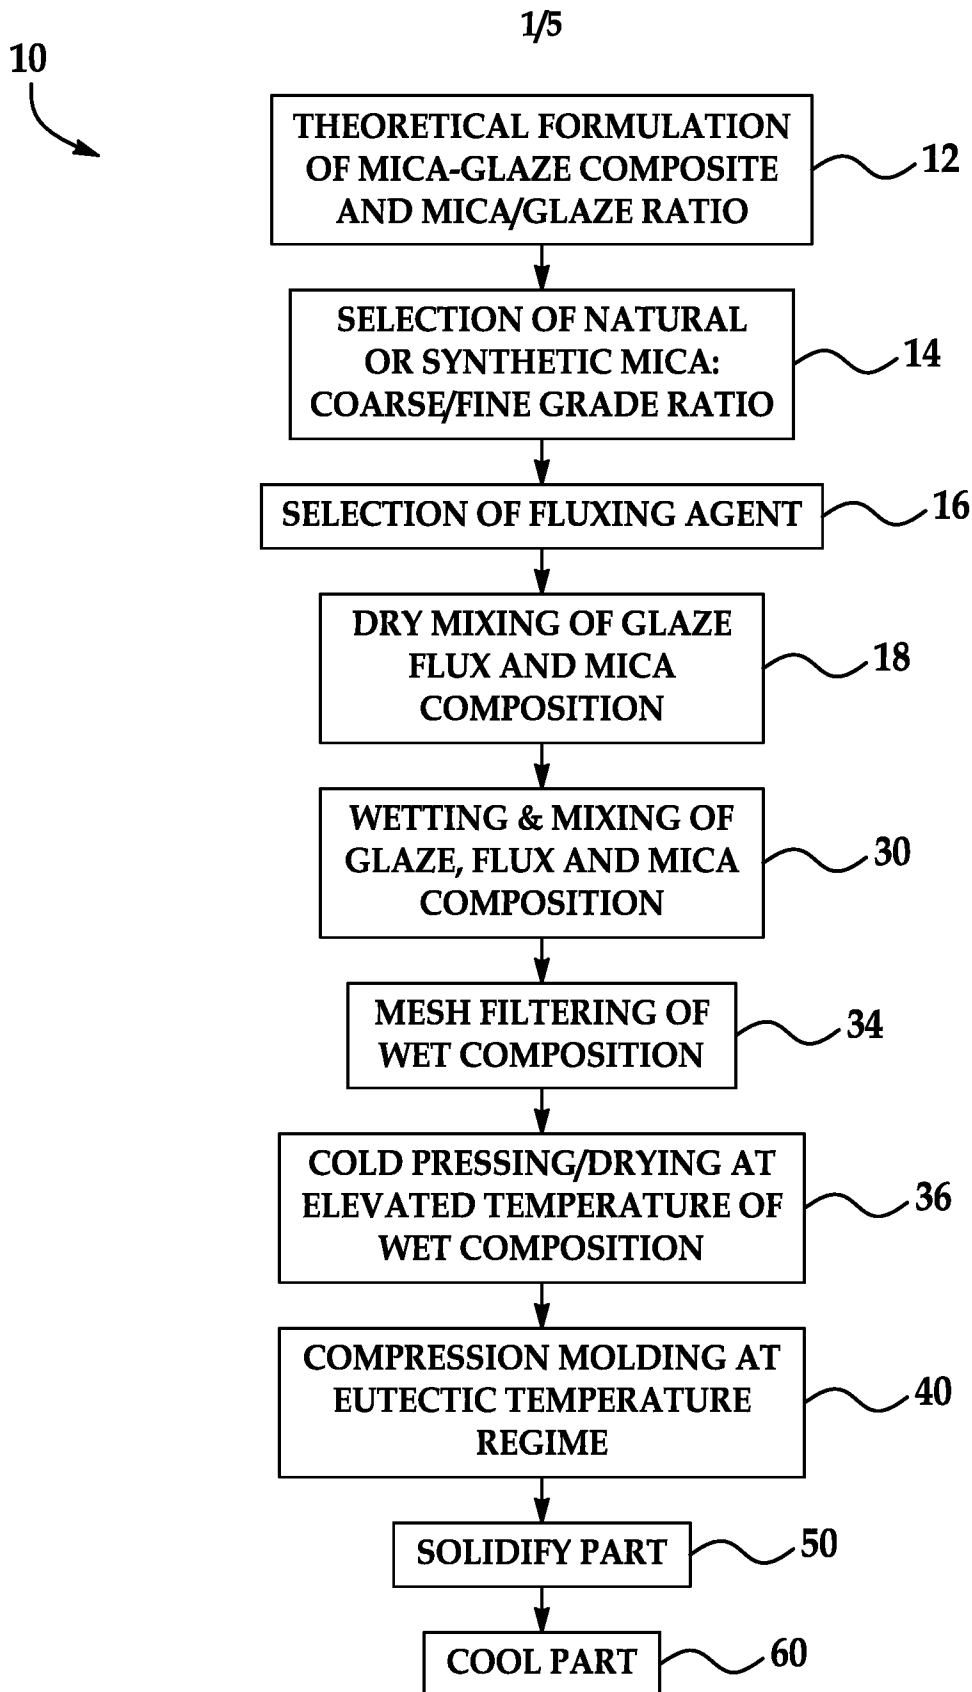 1/5
10
THEORETICAL FORMULATION
OF MICA-GLAZE COMPOSITE
AND MICA/GLAZE RATIO
12
SELECTION OF NATURAL
OR SYNTHETIC MICA:
COARSE/FINE GRADE RATIO
14
SELECTION OF FLUXING AGENT
16
DRY MIXING OF GLAZE
FLUX AND MICA
COMPOSITION
18
WETTING & MIXING OF
GLAZE, FLUX AND MICA
COMPOSITION
30
MESH FILTERING OF
WET COMPOSITION
34
COLD PRESSING/DRYING AT
ELEVATED TEMPERATURE OF
WET COMPOSITION
36
COMPRESSION MOLDING AT
EUTECTIC TEMPERATURE
REGIME
40
SOLIDIFY PART
50
COOL PART
60